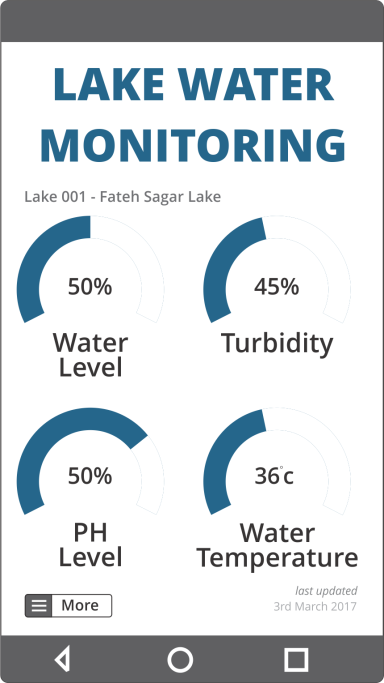 LAKE WATER
MONITORING
Lake 001 - Fateh Sagar Lake
50%
45%
Water
Level
Turbidity
50%
36°c
PH
Level
Water
Temperature
last updated
3rd March 2017
More